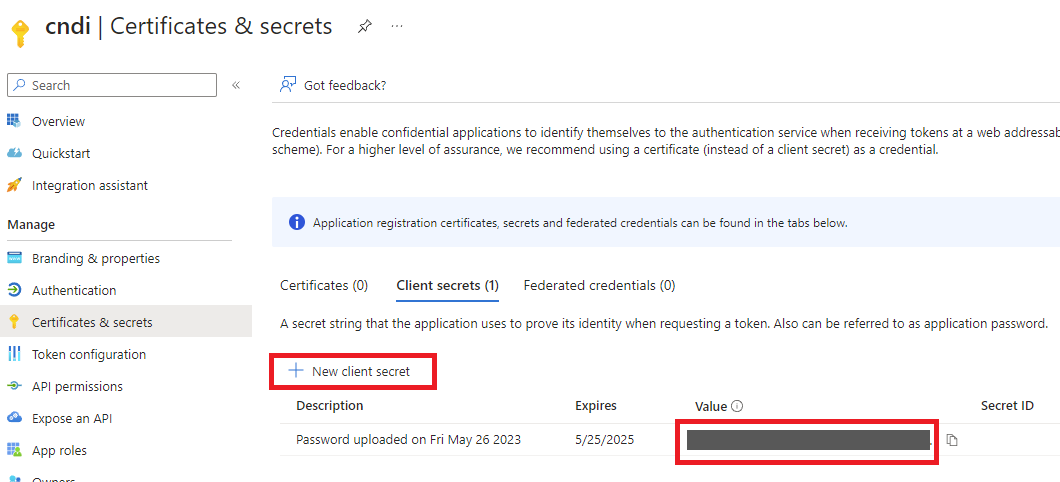 cndi | Certificates & secrets
Search
Got feedback?
Overview
Quickstart
Integration assistant
Manage
Branding & properties
Authentication
Certificates & secrets
Token configuration
API permissions
Expose an API
App roles
Owners
Credentials enable confidential applications to identify themselves to the authentication service when receiving tokens at a web addressab
scheme). For a higher level of assurance, we recommend using a certificate (instead of a client secret) as a credential.
Application registration certificates, secrets and federated credentials can be found in the tabs below.
Certificates (0) Client secrets (1) Federated credentials (0)
A secret string that the application uses to prove its identity when requesting a token. Also can be referred to as application password.
New client secret
Description Expires Value Secret ID
Password uploaded on Fri May 26 2023 5/25/2025